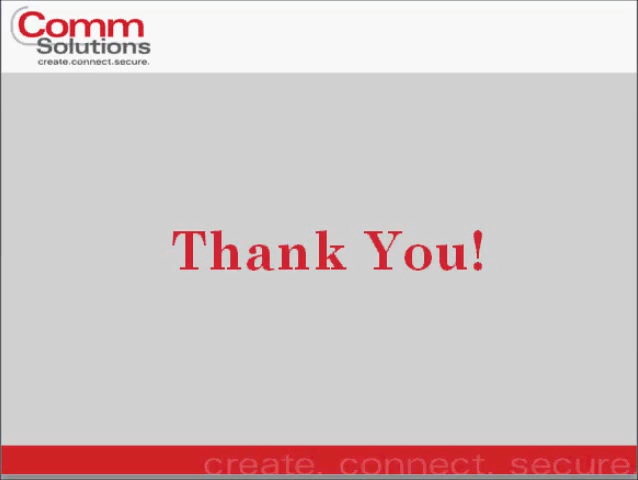 Comm
Solutions
create.connect.secure.
Thank You!
create. connect. secure.